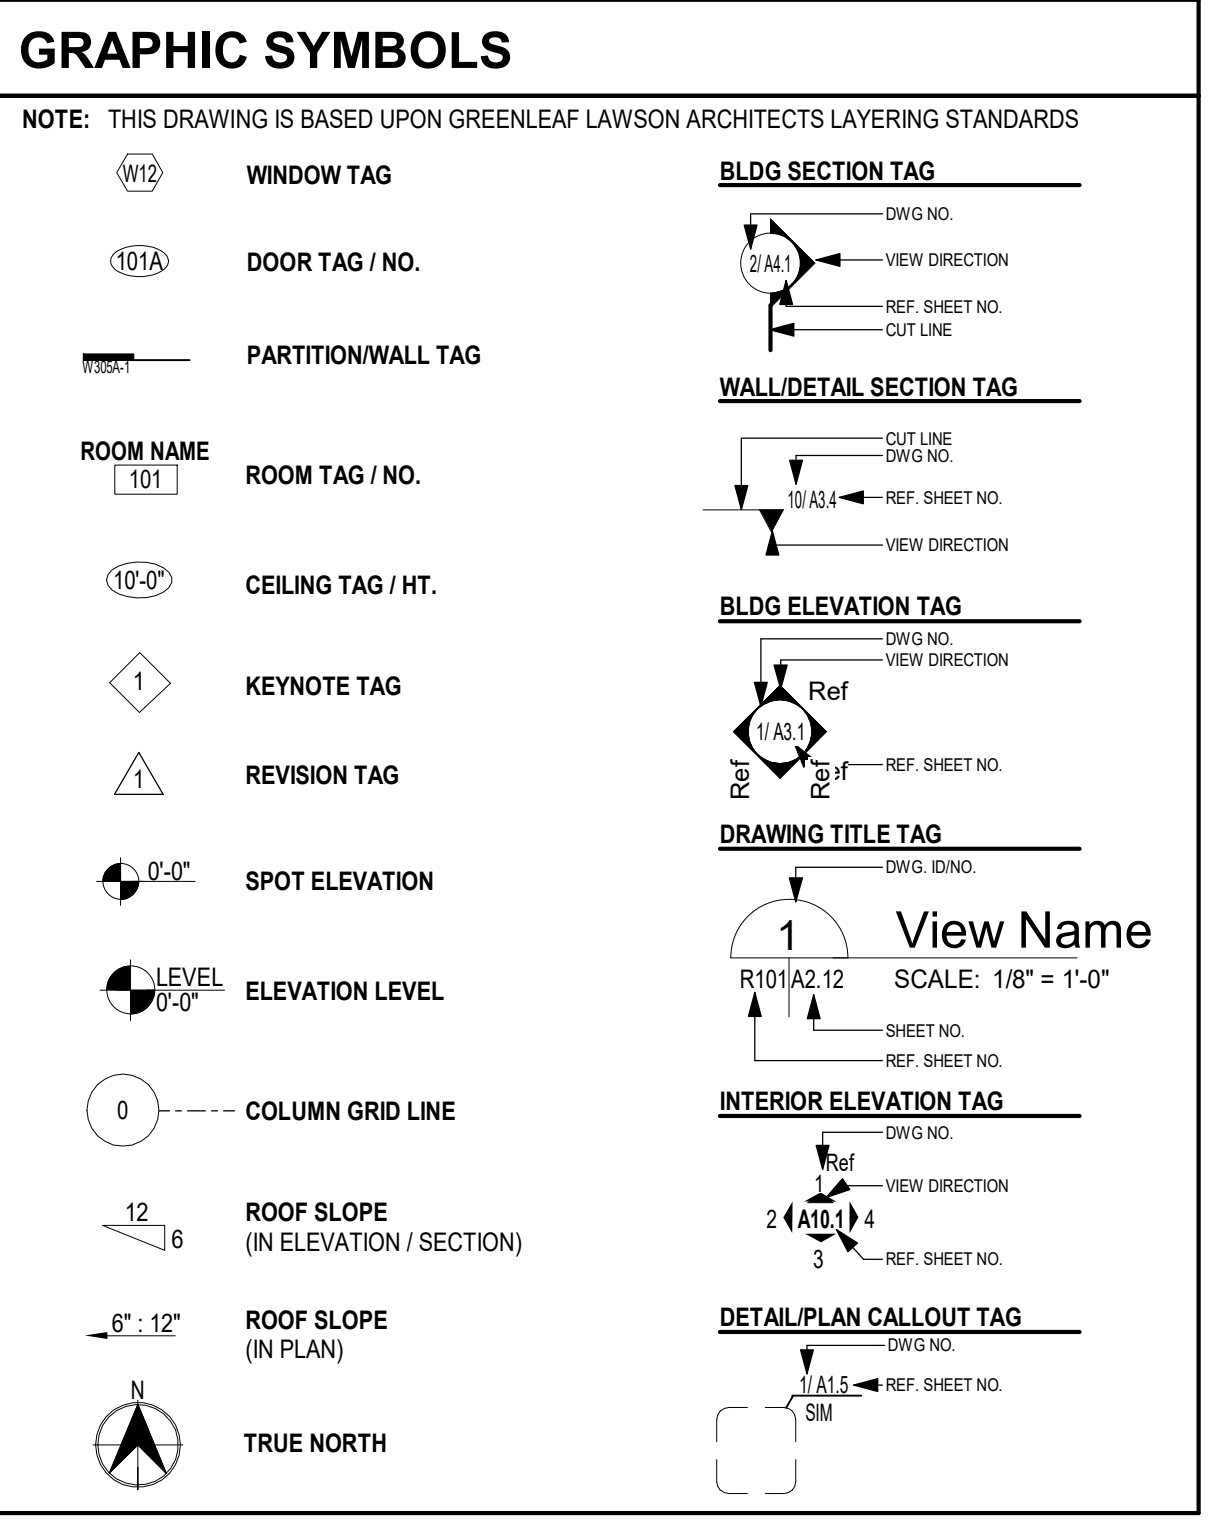 GRAPHIC SYMBOLS
NOTE: THIS DRAWING IS BASED UPON GREENLEAF LAWSON ARCHITECTS LAYERING STANDARDS
W12
WINDOW TAG
101A
DOOR TAG / NO.
W305A-1
PARTITION/WALL TAG
ROOM NAME
101
ROOM TAG / NO.
10'-0"
CEILING TAG / HT.
1
KEYNOTE TAG
1
REVISION TAG
0'-0"
SPOT ELEVATION
LEVEL
0'-0"
ELEVATION LEVEL
0
COLUMN GRID LINE
12
6
ROOF SLOPE
(IN ELEVATION / SECTION)
6" : 12"
ROOF SLOPE
(IN PLAN)
N
TRUE NORTH
BLDG SECTION TAG
DWG NO.
2/ A4.1
VIEW DIRECTION
REF. SHEET NO.
CUT LINE
WALL/DETAIL SECTION TAG
CUT LINE
DWG NO.
10/ A3.4
REF. SHEET NO.
VIEW DIRECTION
BLDG ELEVATION TAG
DWG NO.
VIEW DIRECTION
Ref
1/ A3.1
Ref
Ref
ef
REF. SHEET NO.
DRAWING TITLE TAG
DWG. ID/NO.
1
View Name
R101 A2.12
SCALE: 1/8" = 1'-0"
SHEET NO.
REF. SHEET NO.
INTERIOR ELEVATION TAG
DWG NO.
Ref
1
VIEW DIRECTION
2 A10.1 4
3
REF. SHEET NO.
DETAIL/PLAN CALLOUT TAG
DWG NO.
1/ A1.5
REF. SHEET NO.
SIM